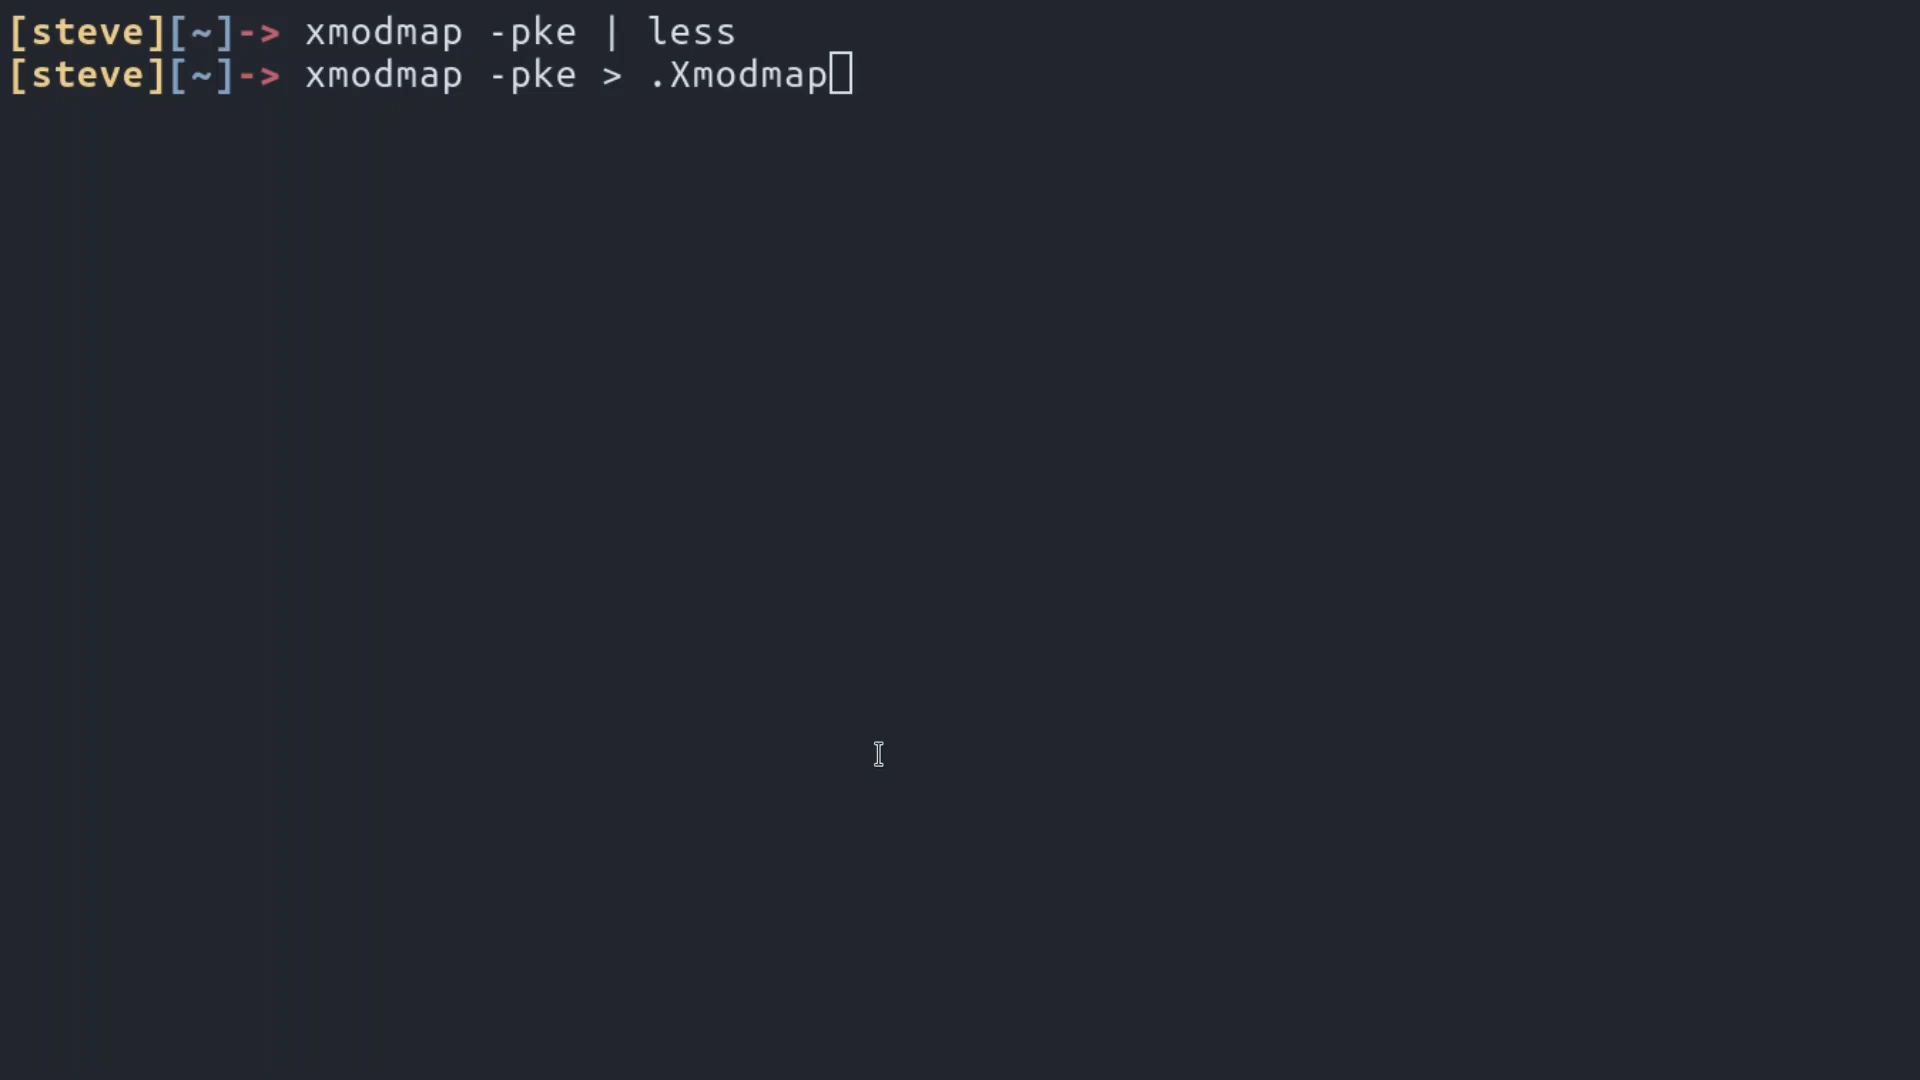 [steve][~]-> xmodmap -pke | less
[steve][~]-> xmodmap -pke > .Xmodmap